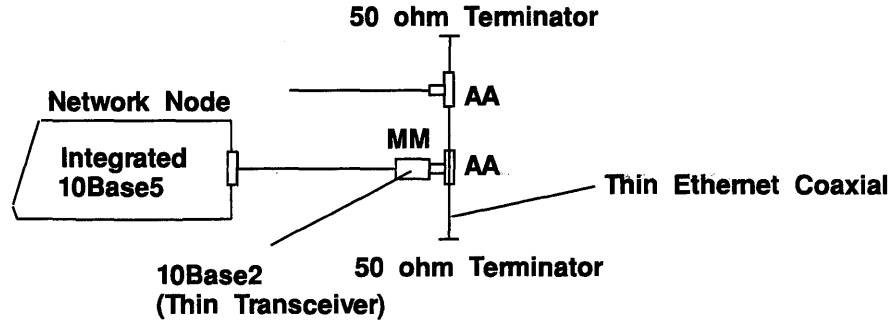 50 ohm Terminator
AA
Network Node
MM
Integrated
10Base5
AA
Thin Ethernet Coaxial
10Base2
(Thin Transceiver)
50 ohm Terminator